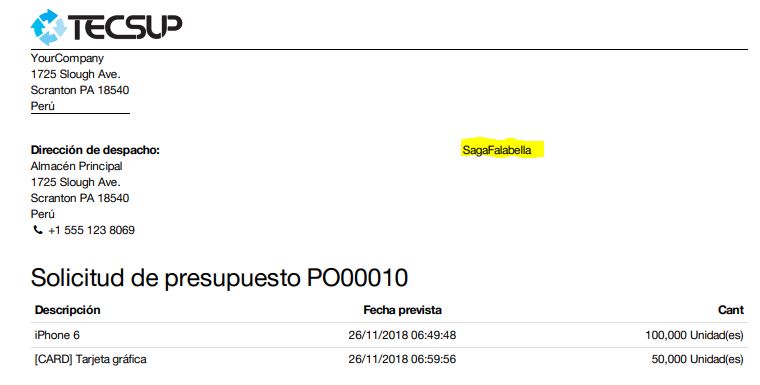 TECSUP
YourCompany
1725 Slough Ave.
Scranton PA 18540
Perú
Dirección de despacho:
Almacén Principal
1725 Slough Ave.
Scranton PA 18540
Perú
+1 555 123 8069
SagaFalabella
Solicitud de presupuesto PO00010
Descripción Fecha prevista Cant
iPhone 6 26/11/2018 06:49:48 100,000 Unidad(es)
[CARD] Tarjeta gráfica 26/11/2018 06:59:56 50,000 Unidad(es)